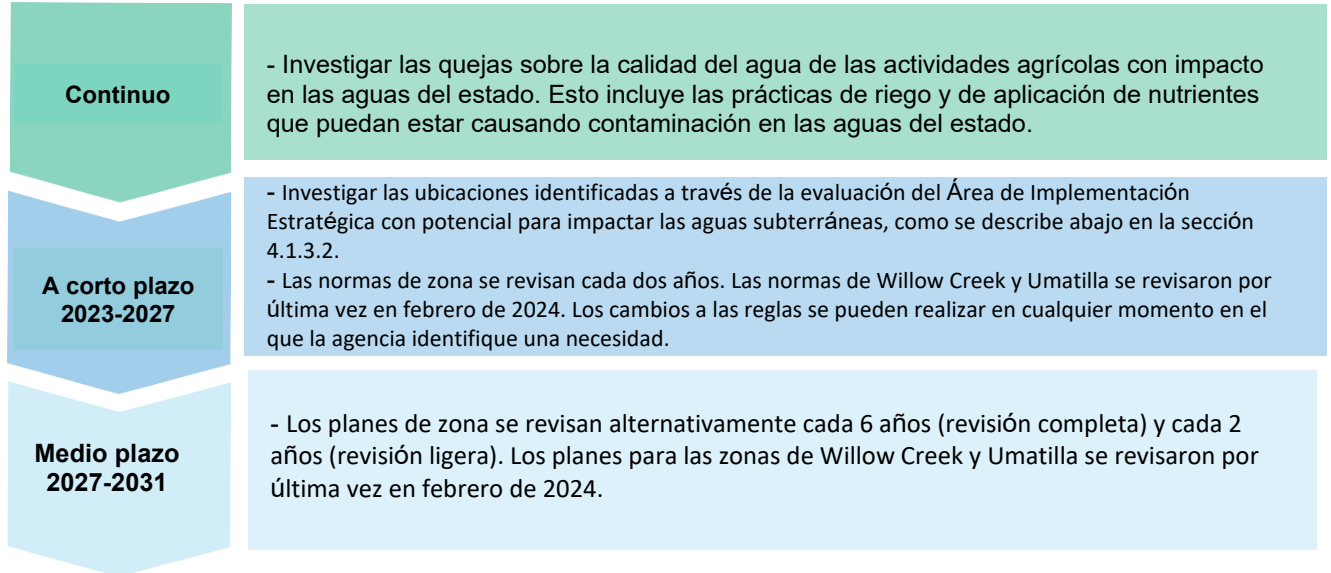 Continuo
- Investigar las quejas sobre la calidad del agua de las actividades agrícolas con impacto
en las aguas del estado. Esto incluye las prácticas de riego y de aplicación de nutrientes
que puedan estar causando contaminación en las aguas del estado.
A corto plazo
2023-2027
- Investigar las ubicaciones identificadas a través de la evaluación del Área de Implementación
Estratégica con potencial para impactar las aguas subterráneas, como se describe abajo en la sección
4.1.3.2.
- Las normas de zona se revisan cada dos años. Las normas de Willow Creek y Umatilla se revisaron por
última vez en febrero de 2024. Los cambios a las reglas se pueden realizar en cualquier momento en el
que la agencia identifique una necesidad.
Medio plazo
2027-2031
- Los planes de zona se revisan alternativamente cada 6 años (revisión completa) y cada 2
años (revisión ligera). Los planes para las zonas de Willow Creek y Umatilla se revisaron por
última vez en febrero de 2024.